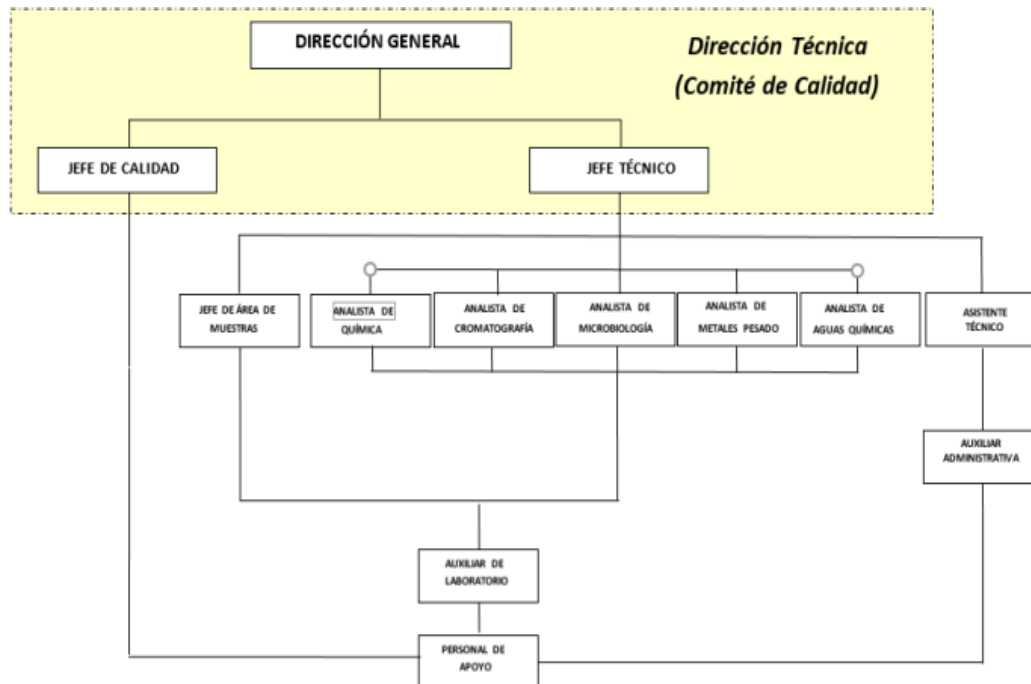 DIRECCIÓN GENERAL
Dirección Técnica
(Comité de Calidad)
JEFE DE CALIDAD
JEFE TÉCNICO
JEFE DE ÁREA DE
MUESTRAS
ANALISTA DE
QUÍMICA
ANALISTA DE
CROMATOGRAFÍA
ANALISTA DE
MICROBIOLOGÍA
ANALISTA DE
METALES PESADO
ANALISTA DE
AGUAS QUÍMICAS
ASISTENTE
TÉCNICO
AUXILIAR
ADMINISTRATIVA
AUXILIAR DE
LABORATORIO
PERSONAL DE
APOYO